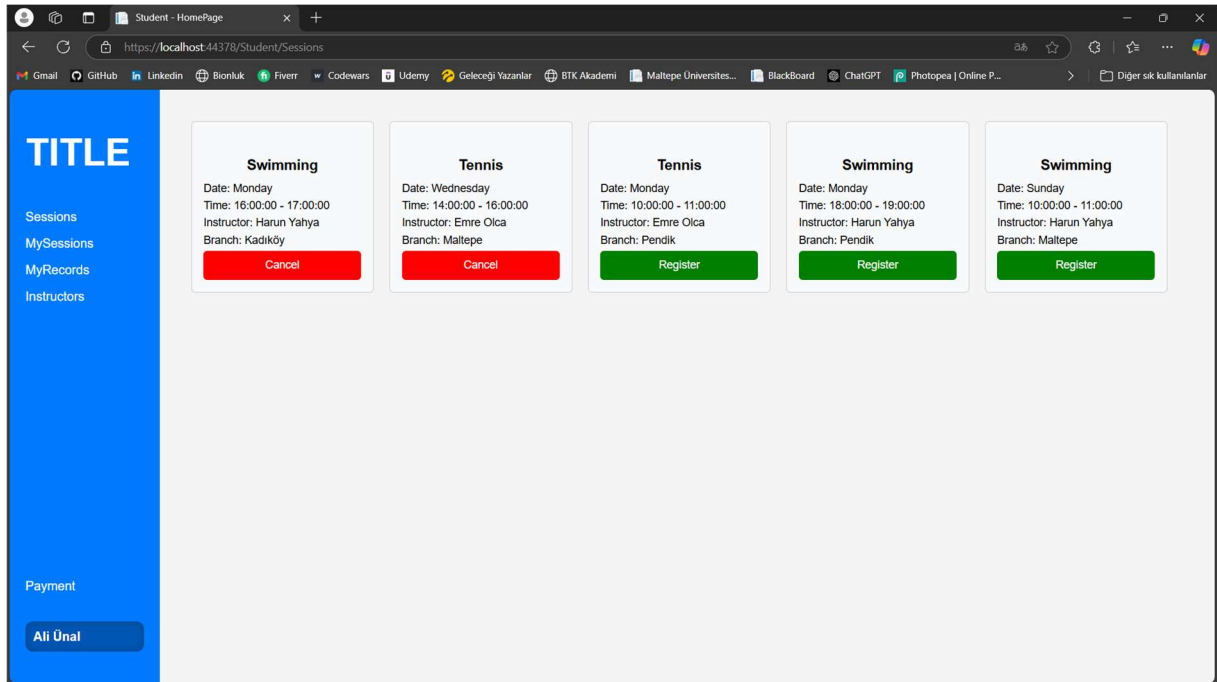 Student - HomePage
https://localhost:44378/Student/Sessions
aあ
Gmail GitHub Linkedin Bionluk Fiverr Codewars Udemy Geleceği Yazanlar BTK Akademi Maltepe Üniversites... BlackBoard ChatGPT Photopea | Online P... Diğer sık kullanılanlar
TITLE
Sessions
MySessions
MyRecords
Instructors
Payment
Ali Ünal
Swimming
Date: Monday
Time: 16:00:00 - 17:00:00
Instructor: Harun Yahya
Branch: Kadıköy
Cancel
Tennis
Date: Wednesday
Time: 14:00:00 - 16:00:00
Instructor: Emre Olca
Branch: Maltepe
Cancel
Tennis
Date: Monday
Time: 10:00:00 - 11:00:00
Instructor: Emre Olca
Branch: Pendik
Register
Swimming
Date: Monday
Time: 18:00:00 - 19:00:00
Instructor: Harun Yahya
Branch: Pendik
Register
Swimming
Date: Sunday
Time: 10:00:00 - 11:00:00
Instructor: Harun Yahya
Branch: Maltepe
Register